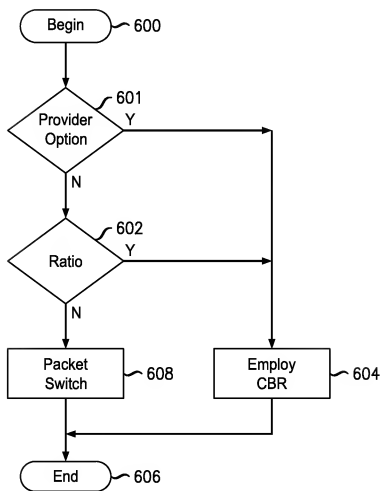 Begin
600
601
Provider
Option
Y
N
602
Ratio
Y
N
Packet
Switch
608
Employ
CBR
604
End
606